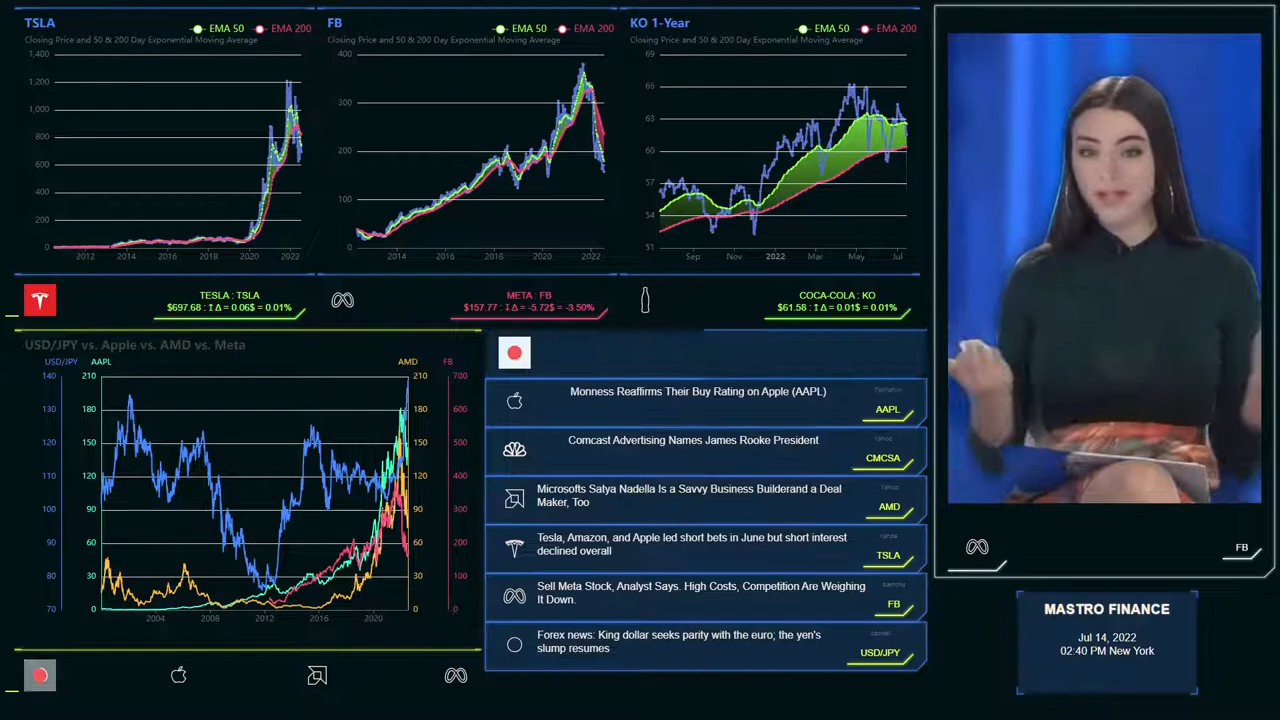 TSLA
EMA 50 EMA 200
Closing Price and 50 & 200 Day Exponential Moving Average
1,400
1,200
1,000
800
600
400
200
0
2012 2014 2016 2018 2020 2022
FB
EMA 50 EMA 200
Closing Price and 50 & 200 Day Exponential Moving Average
400
300
200
100
0
2014 2016 2018 2020 2022
KO 1-Year
EMA 50 EMA 200
Closing Price and 50 & 200 Day Exponential Moving Average
69
66
63
60
57
54
51
Sep Nov 2022 Mar May Jul
TESLA : TSLA
$697.68 : 1 Δ = 0.06$ = 0.01%
META : FB
$157.77 : 1 Δ = -5.72$ = -3.50%
COCA-COLA : KO
$61.58 : 1 Δ = 0.01$ = 0.01%
USD/JPY vs. Apple vs. AMD vs. Meta
USD/JPY AAPL AMD FB
140 210 210 700
130 180 180 600
120 150 150 500
110 120 120 400
100 90 90 300
90 60 60 200
80 30 30 100
70 0 0 0
2004 2008 2012 2016 2020
Monness Reaffirms Their Buy Rating on Apple (AAPL)
AAPL
Comcast Advertising Names James Rooke President
CMCSA
Microsofts Satya Nadella Is a Savvy Business Builderand a Deal
Maker, Too
AMD
Tesla, Amazon, and Apple led short bets in June but short interest
declined overall
TSLA
Sell Meta Stock, Analyst Says. High Costs, Competition Are Weighing
It Down.
FB
Forex news: King dollar seeks parity with the euro; the yen's
slump resumes
USD/JPY
FB
MASTRO FINANCE
Jul 14, 2022
02:40 PM New York